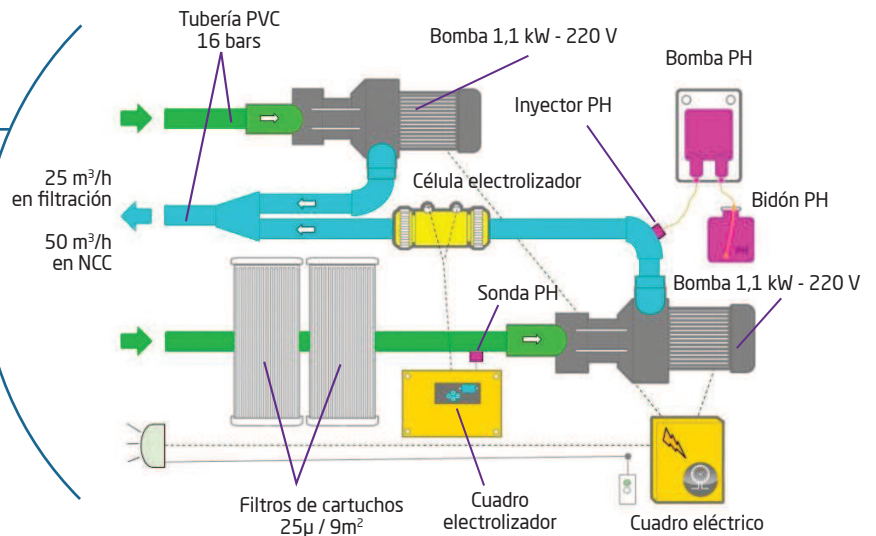 Tubería PVC
16 bars
Bomba 1,1 kW - 220 V
Bomba PH
Inyector PH
25 m³/h
en filtración
50 m³/h
en NCC
Célula electrolizador
Bidón PH
PH
Sonda PH
Bomba 1,1 kW - 220 V
Filtros de cartuchos
25µ / 9m²
Cuadro
electrolizador
Cuadro eléctrico